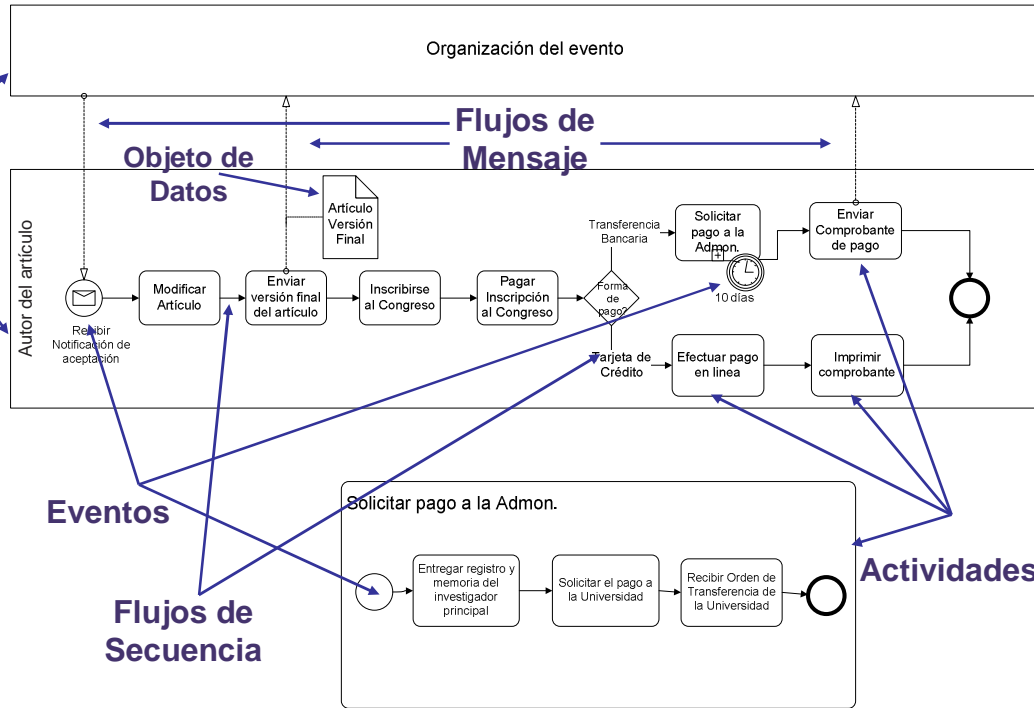 Organización del evento
Flujos de
Mensaje
Objeto de
Datos
Autor del artículo
Artículo
Versión
Final
Transferencia
Bancaria
Solicitar
pago a la
Admon.
Enviar
Comprobante
de pago
Modificar
Artículo
Enviar
versión final
del artículo
Inscribirse
al Congreso
Pagar
Inscripción
al Congreso
Forma
de
pago?
10 días
Recibir
Notificación de
aceptación
Tarjeta de
Crédito
Efectuar pago
en linea
Imprimir
comprobante
Eventos
Solicitar pago a la Admon.
Actividades
Entregar registro y
memoria del
investigador
principal
Solicitar el pago a
la Universidad
Recibir Orden de
Transferencia de
la Universidad
Flujos de
Secuencia